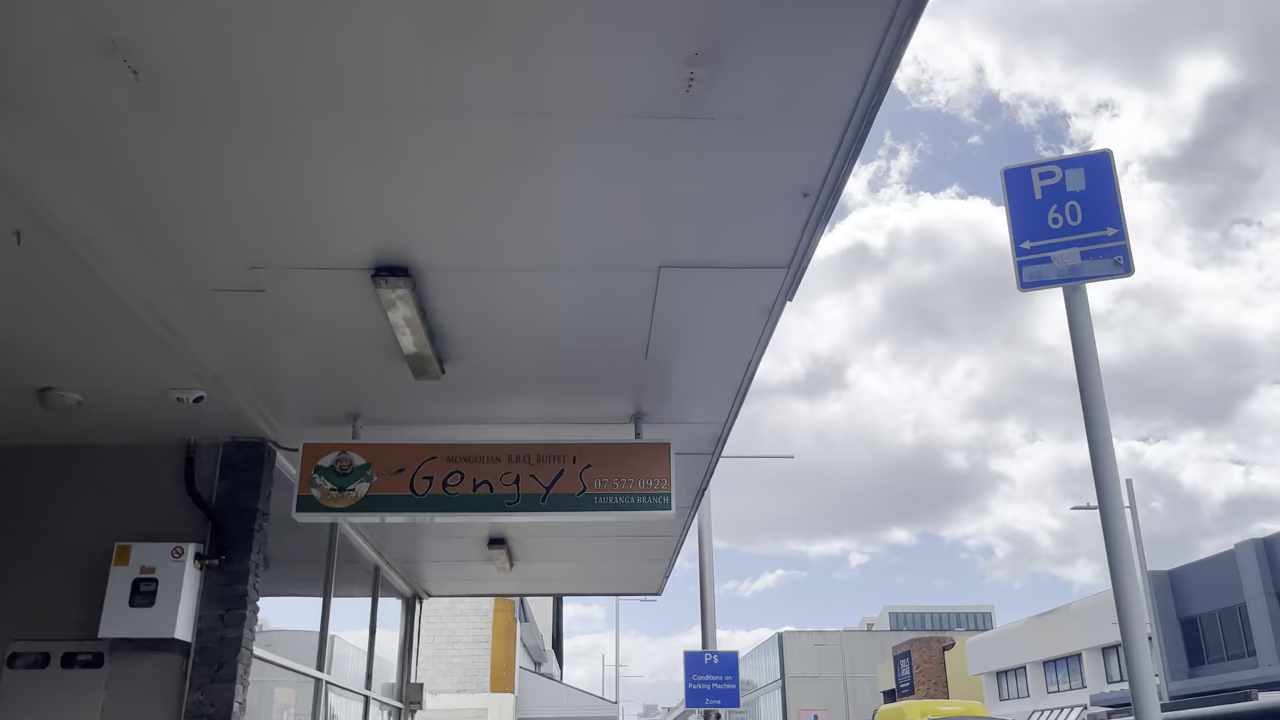 P
60
MONGOLIAN B.B.Q BUFFET
Gengy's
07 577 0922
TAURANGA BRANCH
P$
Conditions on
Parking Machine
Zone